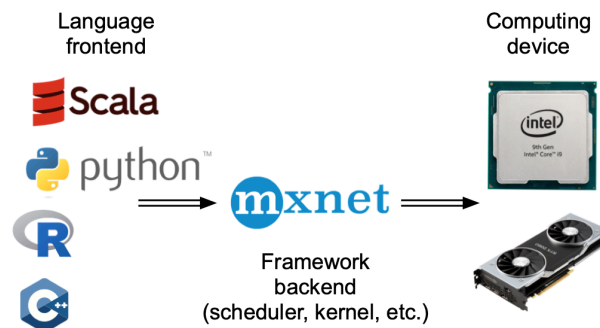 Language
frontend
Scala
python™
R
C++
mxnet
Framework
backend
(scheduler, kernel, etc.)
Computing
device
intel®
9th Gen
Intel® Core™ i9